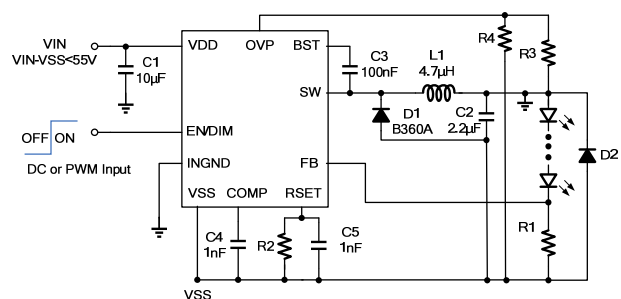 VIN
VIN-VSS<55V
C1
10µF
VDD
OVP
BST
SW
EN/DIM
INGND
FB
VSS
COMP
RSET
C3
100nF
L1
4.7µH
R4
R3
D1
B360A
C2
2.2µF
D2
OFF
ON
DC or PWM Input
C4
1nF
R2
C5
1nF
R1
VSS